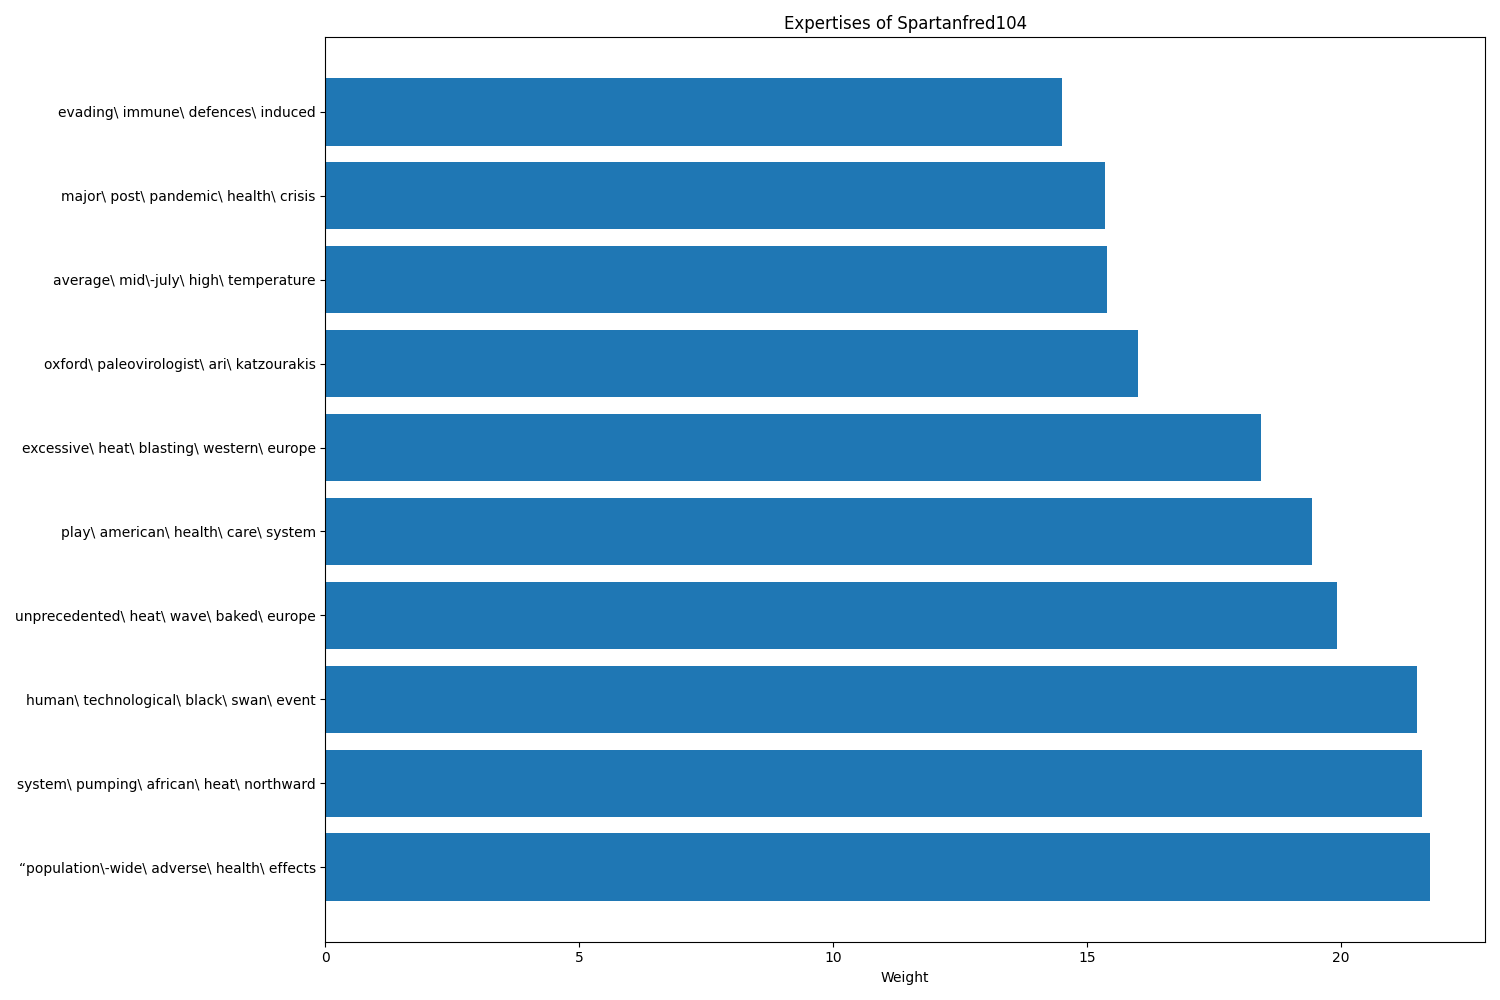 Expertises of Spartanfred104
evading\ immune\ defences\ induced
major\ post\ pandemic\ health\ crisis
average\ mid\-july\ high\ temperature
oxford\ paleovirologist\ ari\ katzourakis
excessive\ heat\ blasting\ western\ europe
play\ american\ health\ care\ system
unprecedented\ heat\ wave\ baked\ europe
human\ technological\ black\ swan\ event
system\ pumping\ african\ heat\ northward
“population\-wide\ adverse\ health\ effects
0 5 10 15 20
Weight